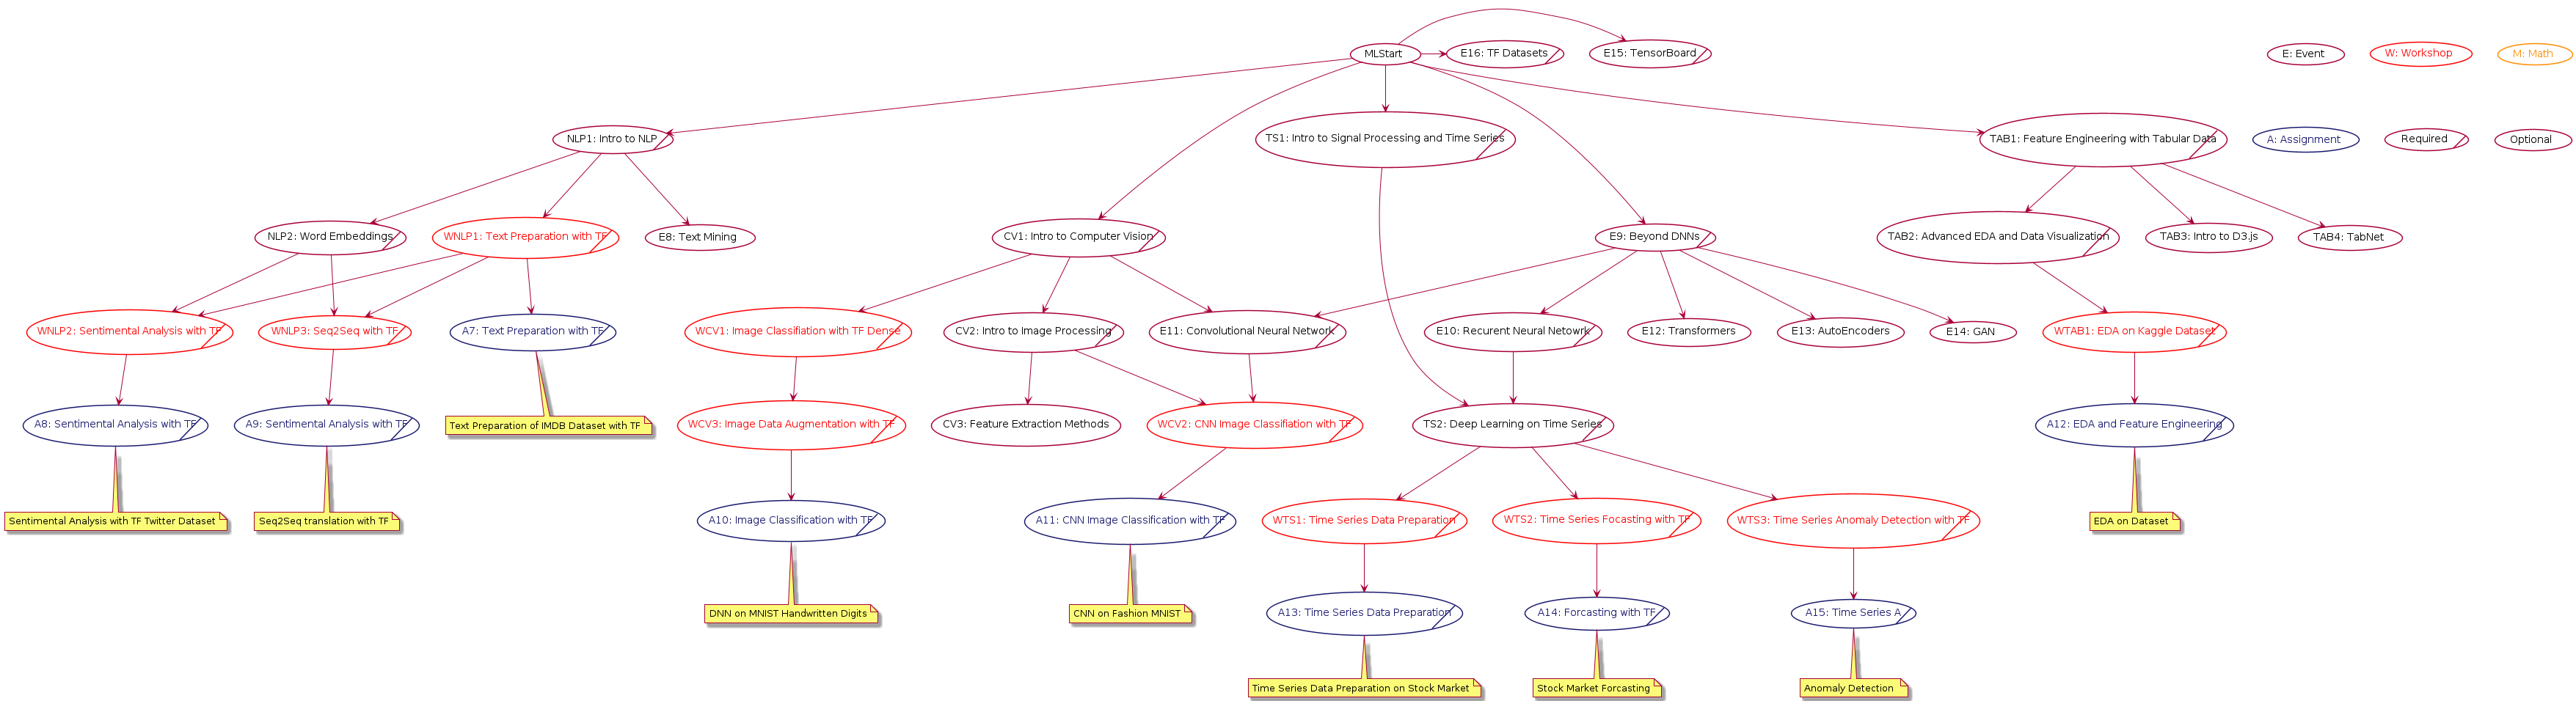 MLStart
E16: TF Datasets
E15: TensorBoard
E: Event
W: Workshop
M: Math
NLP1: Intro to NLP
TS1: Intro to Signal Processing and Time Series
TAB1: Feature Engineering with Tabular Data
A: Assignment
Required
Optional
NLP2: Word Embeddings
WNLP1: Text Preparation with TF
E8: Text Mining
CV1: Intro to Computer Vision
E9: Beyond DNNs
TAB2: Advanced EDA and Data Visualization
TAB3: Intro to D3.js
TAB4: TabNet
WNLP2: Sentimental Analysis with TF
WNLP3: Seq2Seq with TF
A7: Text Preparation with TF
WCV1: Image Classifiation with TF Dense
CV2: Intro to Image Processing
E11: Convolutional Neural Network
E10: Recurent Neural Netowrk
E12: Transformers
E13: AutoEncoders
E14: GAN
WTAB1: EDA on Kaggle Dataset
A8: Sentimental Analysis with TF
A9: Sentimental Analysis with TF
Text Preparation of IMDB Dataset with TF
WCV3: Image Data Augmentation with TF
CV3: Feature Extraction Methods
WCV2: CNN Image Classifiation with TF
TS2: Deep Learning on Time Series
A12: EDA and Feature Engineering
Sentimental Analysis with TF Twitter Dataset
Seq2Seq translation with TF
A10: Image Classification with TF
A11: CNN Image Classification with TF
WTS1: Time Series Data Preparation
WTS2: Time Series Focasting with TF
WTS3: Time Series Anomaly Detection with TF
EDA on Dataset
DNN on MNIST Handwritten Digits
CNN on Fashion MNIST
A13: Time Series Data Preparation
A14: Forcasting with TF
A15: Time Series A
Time Series Data Preparation on Stock Market
Stock Market Forcasting
Anomaly Detection